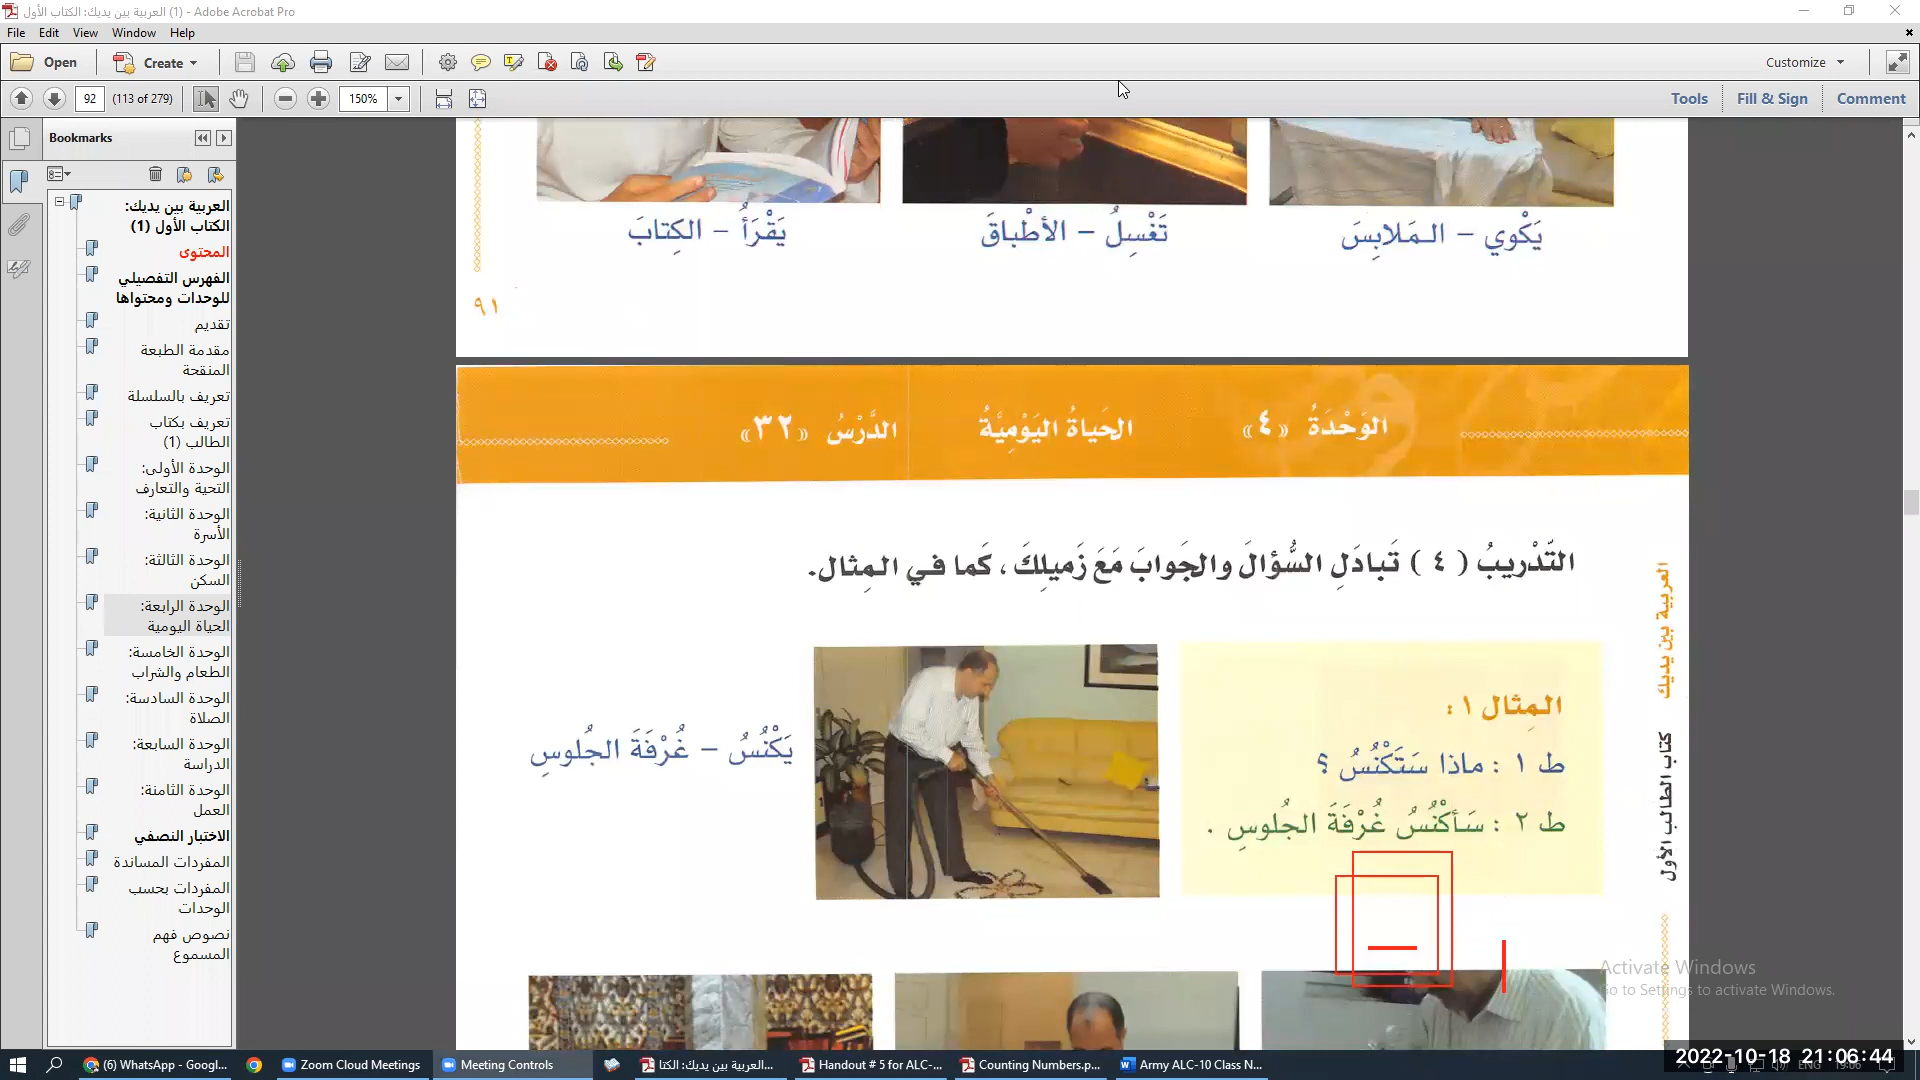 العربية بين يديك: الكتاب الأول (1) - Adobe Acrobat Pro
File Edit View Window Help
Open Create Customize
92 (113 of 279) 150% Tools Fill & Sign Comment
Bookmarks
العربية بين يديك:
الكتاب الأول (1)
المحتوى
الفهرس التفصيلي
للوحدات ومحتواها
تقديم
مقدمة الطبعة
المنقحة
تعريف بالسلسلة
تعريف بكتاب
الطالب (1)
الوحدة الأولى:
التحية والتعارف
الوحدة الثانية:
الأسرة
الوحدة الثالثة:
السكن
الوحدة الرابعة:
الحياة اليومية
الوحدة الخامسة:
الطعام والشراب
الوحدة السادسة:
الصلاة
الوحدة السابعة:
الدراسة
الوحدة الثامنة:
العمل
الاختبار النصفي
المفردات المساندة
المفردات بحسب
الوحدات
نصوص فهم
المسموع
يَكْوي – الـمَلابِسَ
تَغْسِلُ – الأطْباقَ
يَقْرَأُ – الكِتابَ
٩١
الوَحْدَةُ «٤» الحَياةُ اليَوْمِيَّةُ الدَّرْسُ «٣٢»
التّدْريبُ ( ٤ ) تَبادَلِ السُّؤالَ والجَوابَ مَعَ زَميلِكَ ، كَما في الـمِثال.
الـمِثال ١ :
ط ١ : ماذا سَتَكْنُسُ ؟
ط ٢ : سَأكْنُسُ غُرْفَةَ الجُلوسِ .
يَكْنُسُ – غُرْفَةَ الجُلوسِ
العربية بين يديك
كتاب الطالب الأول
Activate Windows
Go to Settings to activate Windows.
(6) WhatsApp - Googl... Zoom Cloud Meetings Meeting Controls العربية بين يديك: الكتا... Handout # 5 for ALC-... Counting Numbers.p... Army ALC-10 Class N... ENG 19:06
2022-10-18 21:06:44